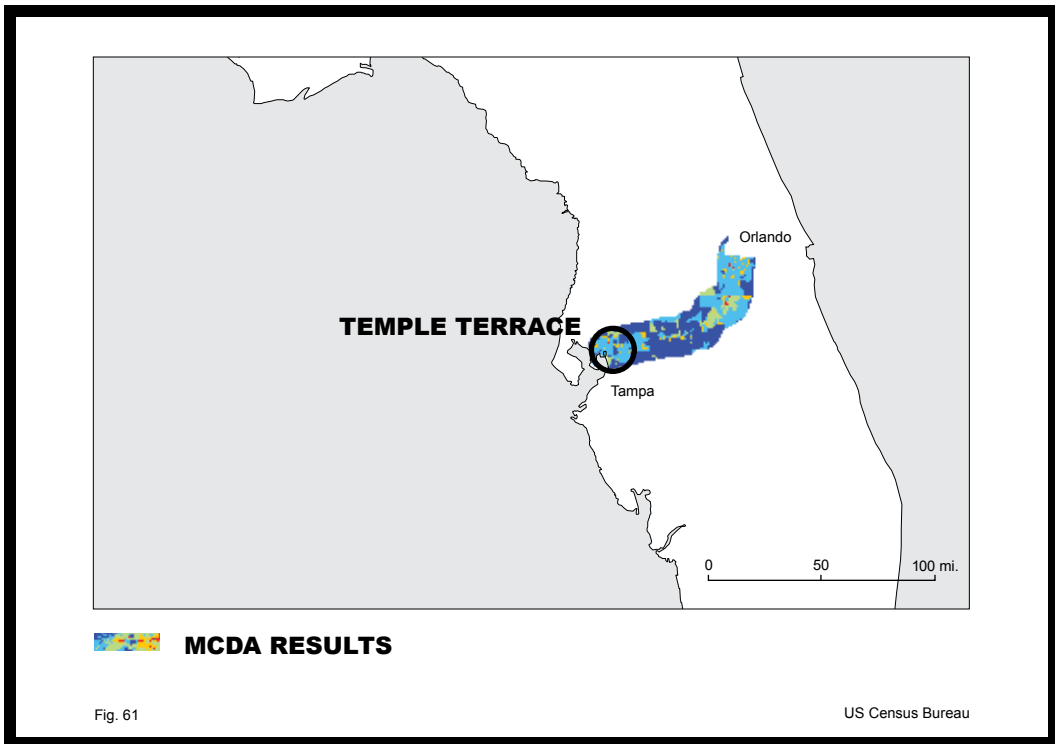 Orlando
TEMPLE TERRACE
Tampa
0 50 100 mi.
MCDA RESULTS
Fig. 61 US Census Bureau